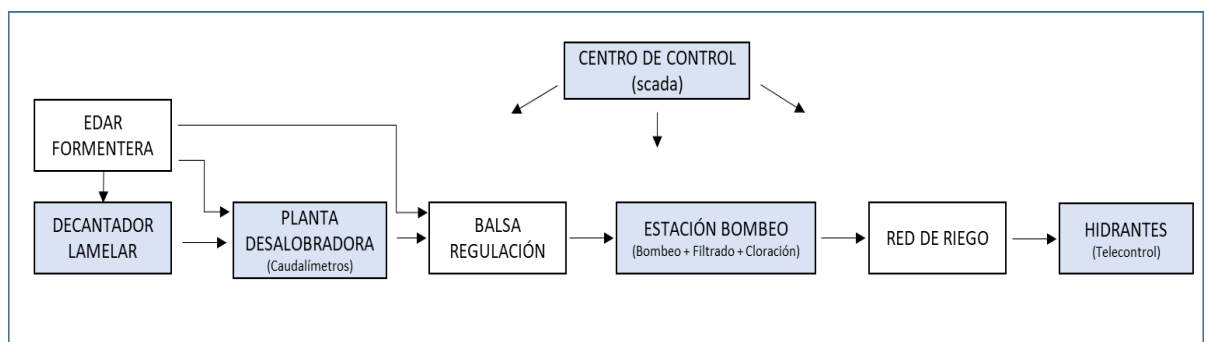 CENTRO DE CONTROL
(scada)
EDAR
FORMENTERA
DECANTADOR
LAMELAR
PLANTA
DESALOBRADORA
(Caudalímetros)
BALSA
REGULACIÓN
ESTACIÓN BOMBEO
(Bombeo + Filtrado + Cloración)
RED DE RIEGO
HIDRANTES
(Telecontrol)